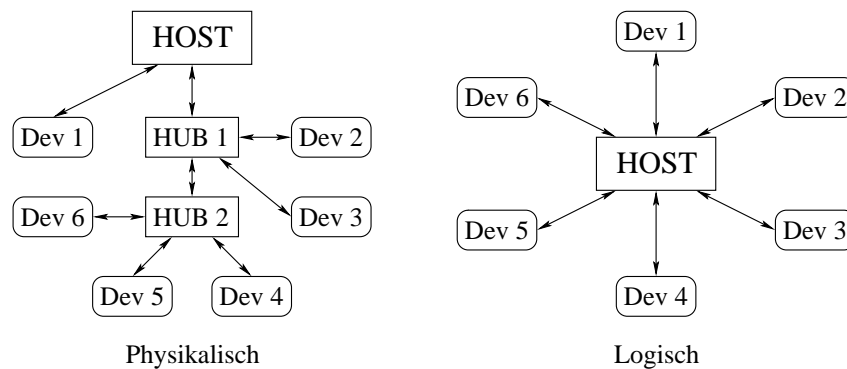 HOST
Dev 1
HUB 1
Dev 2
Dev 6
HUB 2
Dev 3
Dev 5
Dev 4
Physikalisch
Dev 1
Dev 6
Dev 2
HOST
Dev 5
Dev 3
Dev 4
Logisch